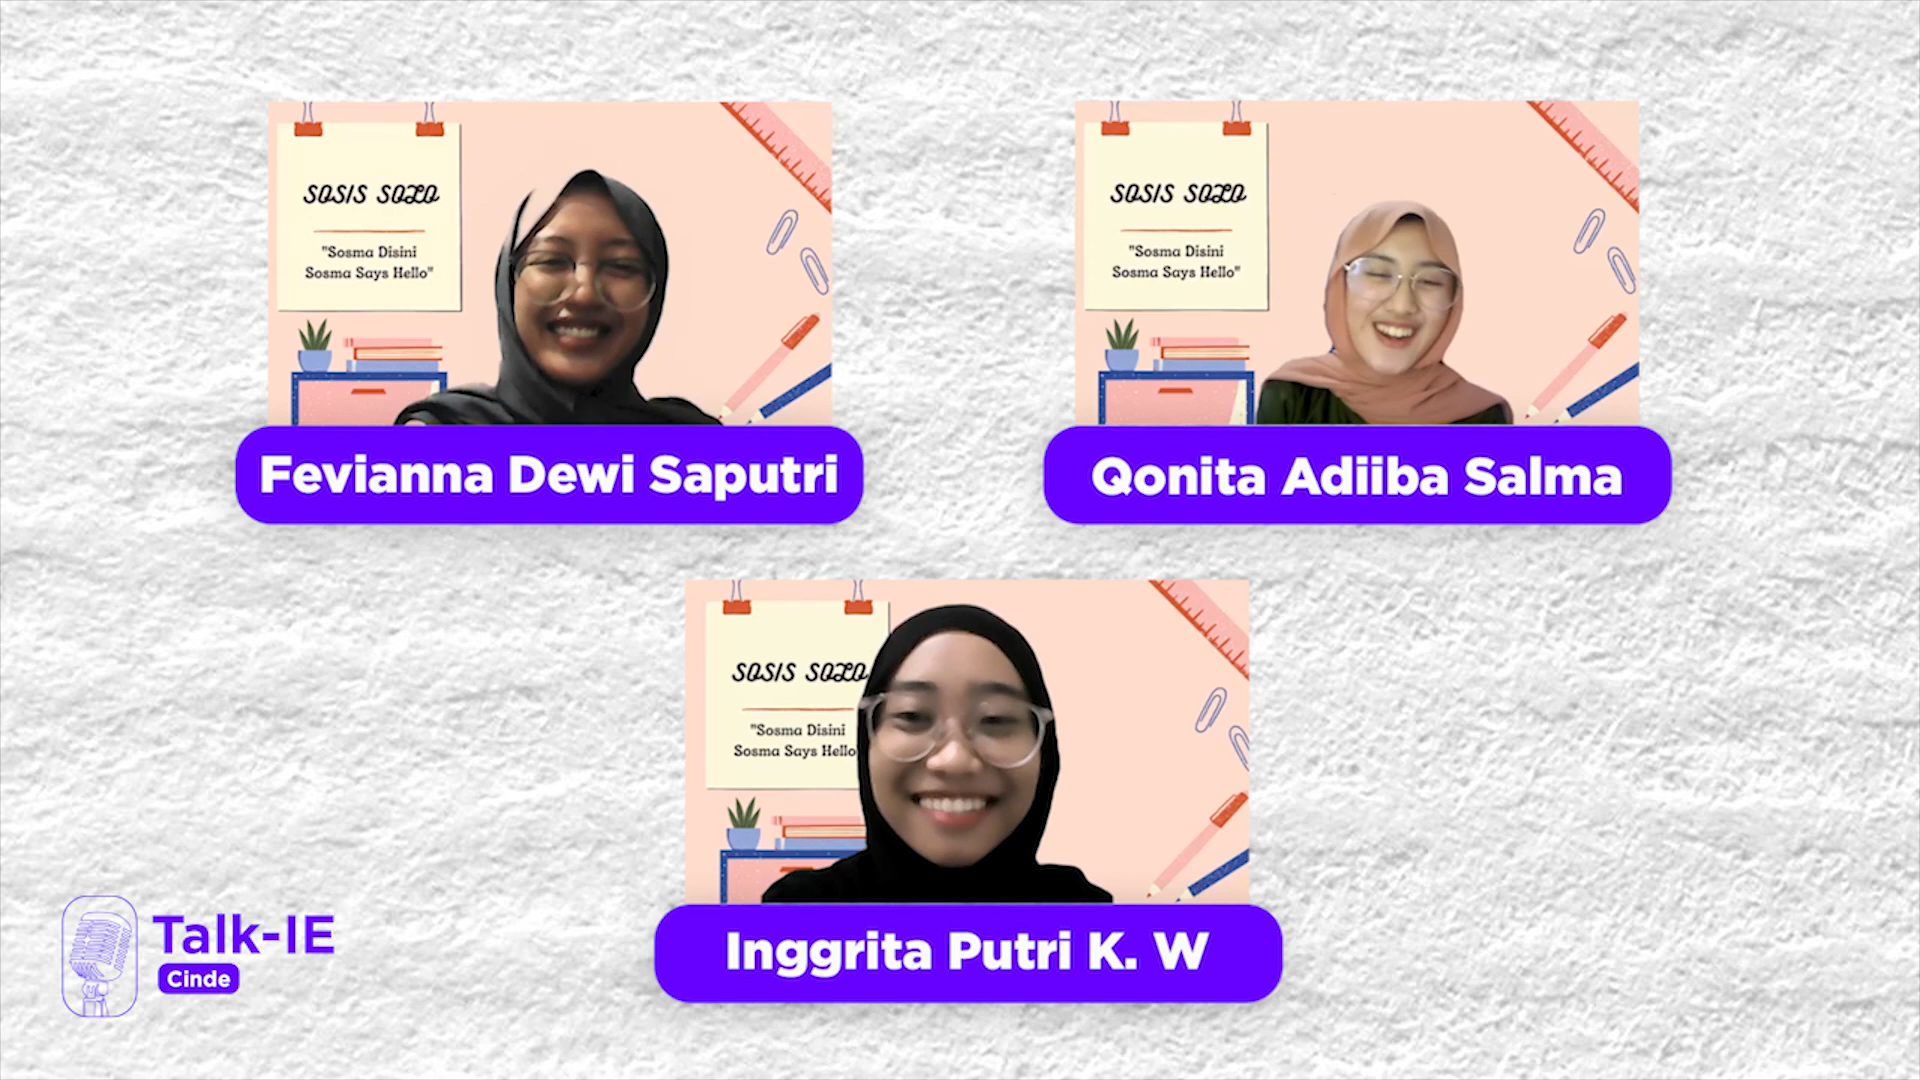 SOSIS SOLO
"Sosma Disini
Sosma Says Hello"
Fevianna Dewi Saputri
SOSIS SOLO
"Sosma Disini
Sosma Says Hello"
Qonita Adiiba Salma
SOSIS SOLO
"Sosma Disini
Sosma Says Hello
Inggrita Putri K. W
Talk-IE
Cinde